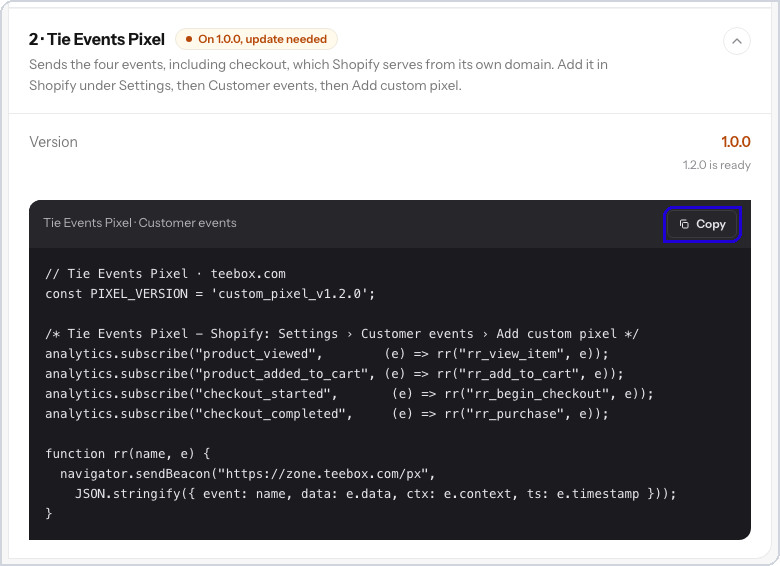 2 · Tie Events Pixel
On 1.0.0, update needed
Sends the four events, including checkout, which Shopify serves from its own domain. Add it in
Shopify under Settings, then Customer events, then Add custom pixel.
Version
1.0.0
1.2.0 is ready
Tie Events Pixel · Customer events
Copy
// Tie Events Pixel · teebox.com
const PIXEL_VERSION = 'custom_pixel_v1.2.0';
/* Tie Events Pixel — Shopify: Settings › Customer events › Add custom pixel */
analytics.subscribe("product_viewed",        (e) => rr("rr_view_item", e));
analytics.subscribe("product_added_to_cart", (e) => rr("rr_add_to_cart", e));
analytics.subscribe("checkout_started",       (e) => rr("rr_begin_checkout", e));
analytics.subscribe("checkout_completed",     (e) => rr("rr_purchase", e));
function rr(name, e) {
  navigator.sendBeacon("https://zone.teebox.com/px",
    JSON.stringify({ event: name, data: e.data, ctx: e.context, ts: e.timestamp }));
}